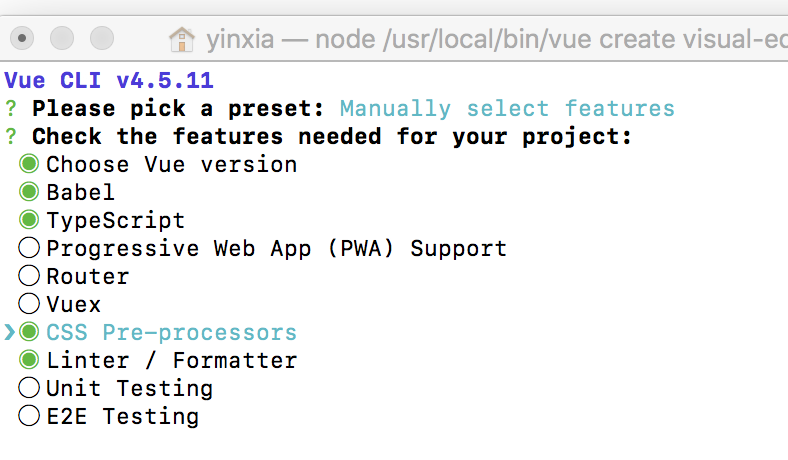 yinxia — node /usr/local/bin/vue create visual-ed
Vue CLI v4.5.11
? Please pick a preset: Manually select features
? Check the features needed for your project:
◉ Choose Vue version
◉ Babel
◉ TypeScript
◯ Progressive Web App (PWA) Support
◯ Router
◯ Vuex
❯◉ CSS Pre-processors
◉ Linter / Formatter
◯ Unit Testing
◯ E2E Testing